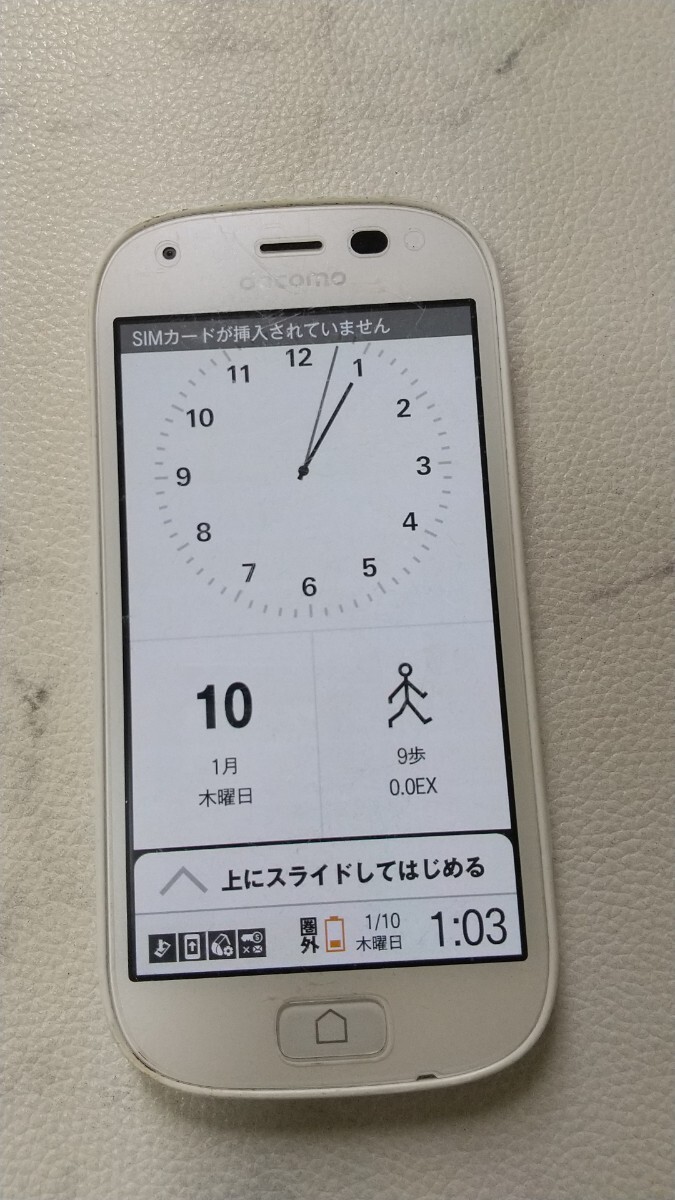 docomo
SIMカードが挿入されていません
12
1
2
3
4
5
6
7
8
9
10
11
10
1月
木曜日
9歩
0.0EX
上にスライドしてはじめる
圏外
1/10
木曜日
1:03